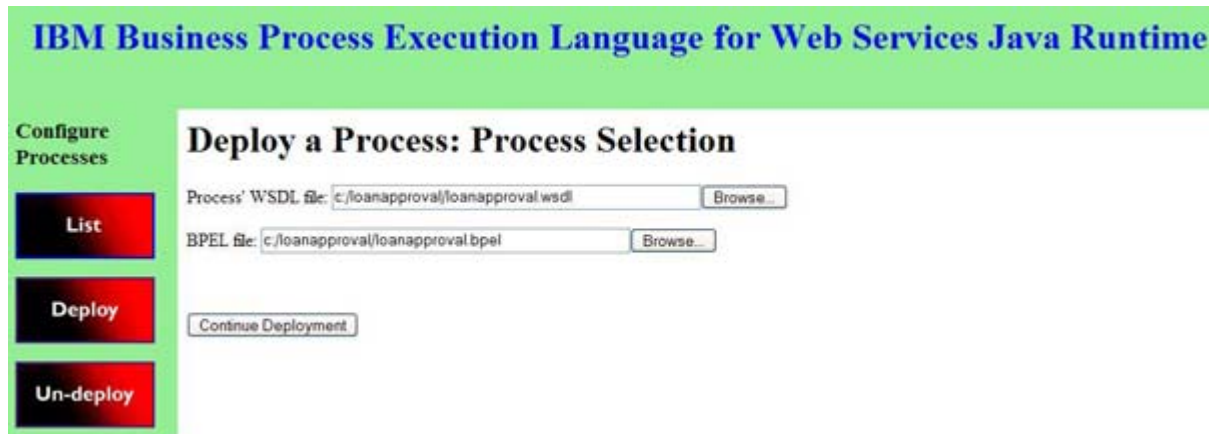 IBM Business Process Execution Language for Web Services Java Runtime
Configure
Processes
List
Deploy
Un-deploy
Deploy a Process: Process Selection
Process' WSDL file: c:/loanapproval/loanapproval.wsdl Browse...
BPEL file: c:/loanapproval/loanapproval.bpel Browse...
Continue Deployment